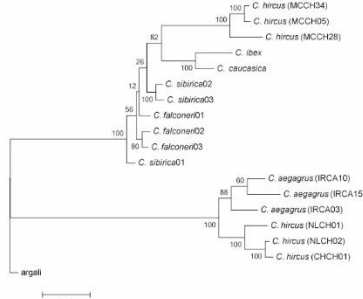 C. hircus (MCCH34)
100
C. hircus (MCCH05)
100
82
C. hircus (MCCH28)
C. ibex
26
100
C. caucasica
C. sibirica02
12
100
C. sibirica03
56
C. falconeri01
C. falconeri02
100
80
C. falconeri03
C. sibirica01
C. aegagrus (IRCA10)
60
88
C. aegagrus (IRCA15)
C. aegagrus (IRCA03)
100
C. hircus (NLCH01)
100
C. hircus (NLCH02)
100
CHCH01)
argali